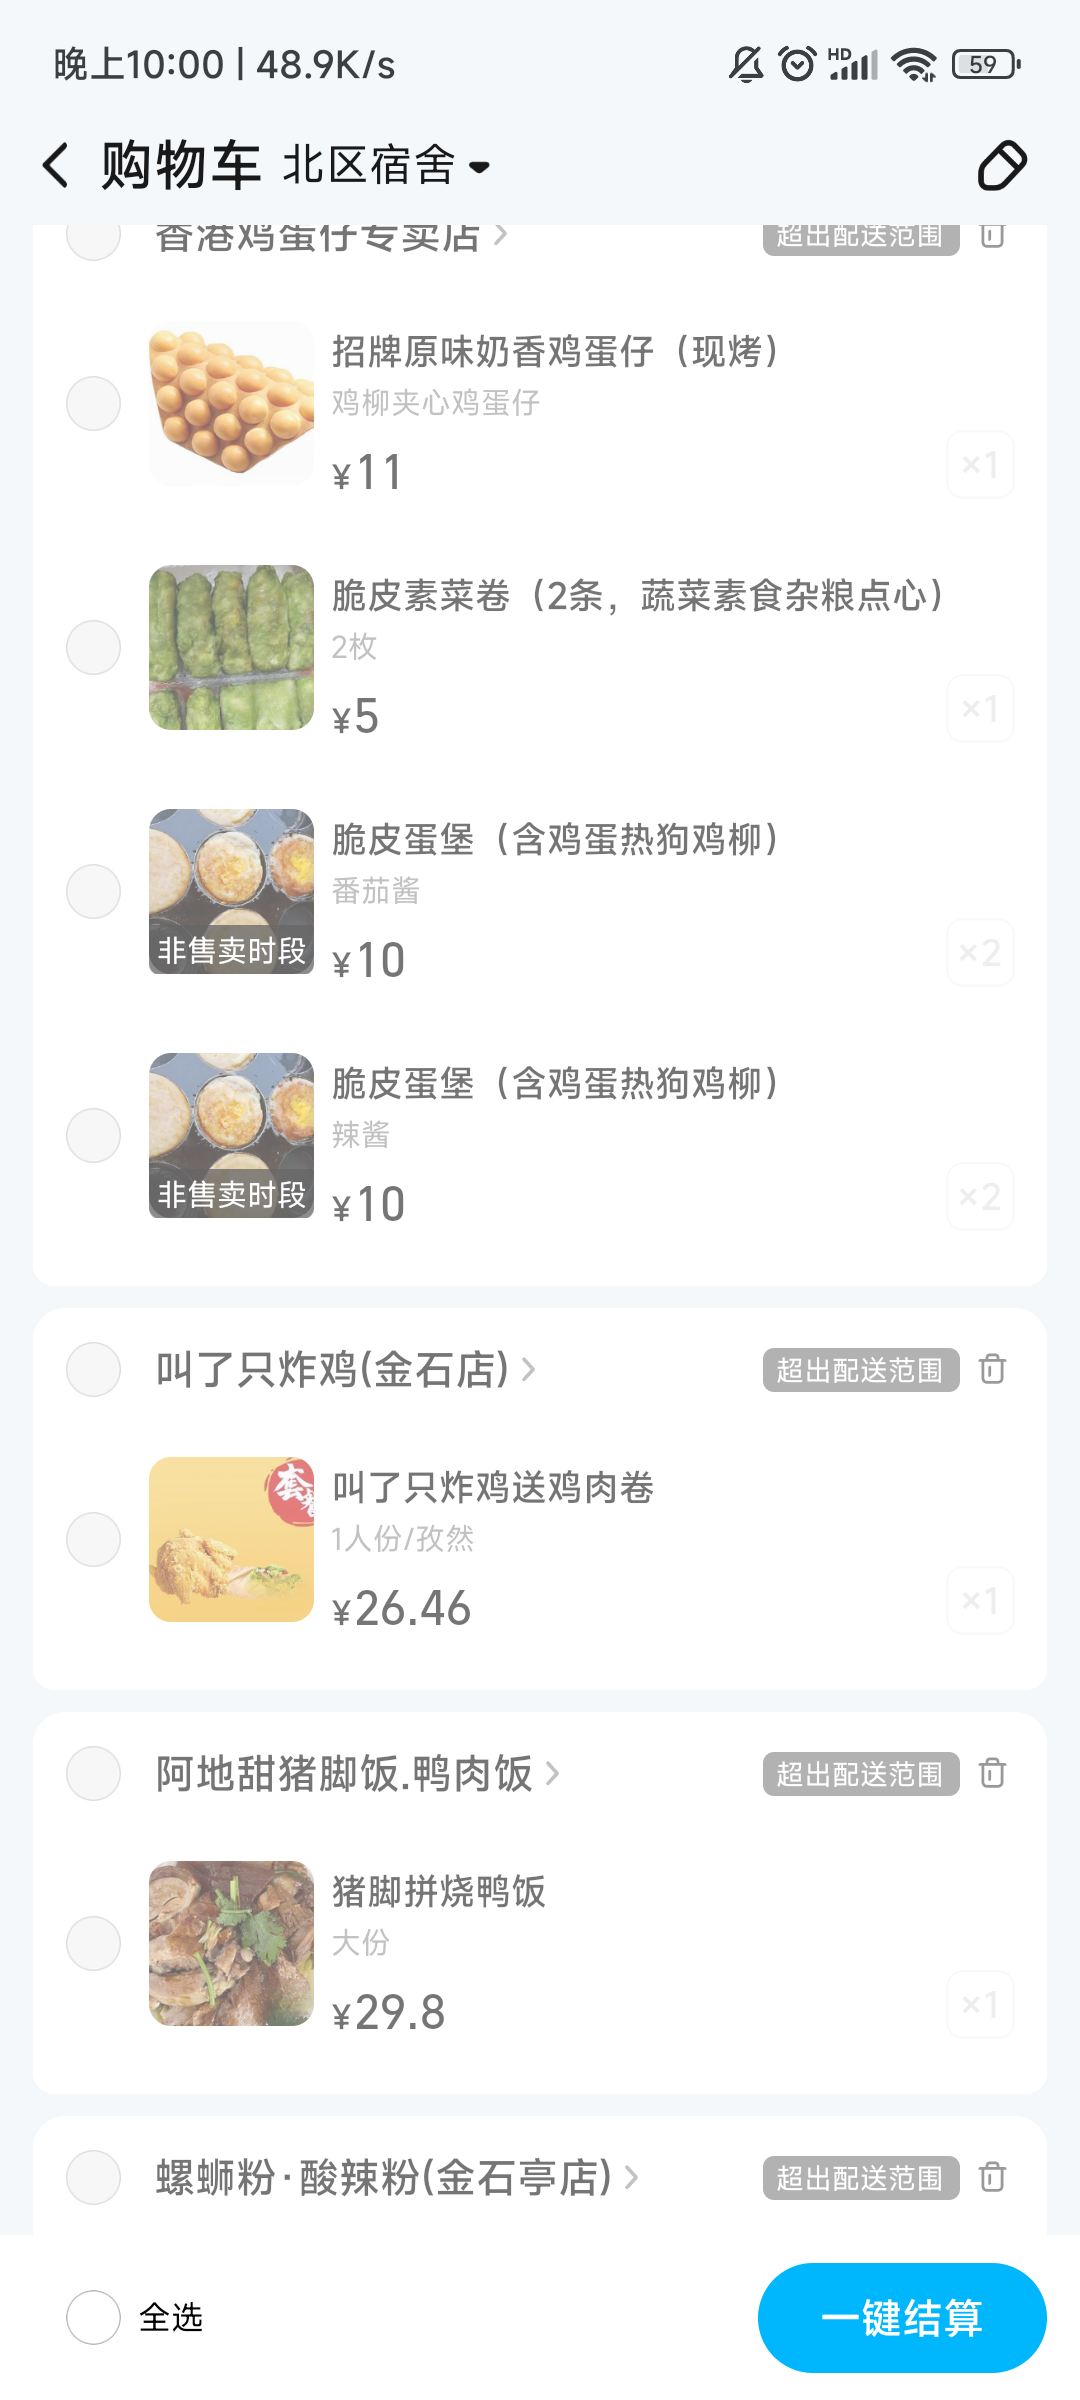 晚上10:00 | 48.9K/s
HD
59
购物车 北区宿舍
香港鸡蛋仔专卖店
超出配送范围
招牌原味奶香鸡蛋仔（现烤）
鸡柳夹心鸡蛋仔
¥11
×1
脆皮素菜卷（2条，蔬菜素食杂粮点心）
2枚
¥5
×1
脆皮蛋堡（含鸡蛋热狗鸡柳）
番茄酱
非售卖时段
¥10
×2
脆皮蛋堡（含鸡蛋热狗鸡柳）
辣酱
非售卖时段
¥10
×2
叫了只炸鸡(金石店)
超出配送范围
套餐
叫了只炸鸡送鸡肉卷
1人份/孜然
¥26.46
×1
阿地甜猪脚饭.鸭肉饭
超出配送范围
猪脚拼烧鸭饭
大份
¥29.8
×1
螺蛳粉·酸辣粉(金石亭店)
超出配送范围
全选
一键结算